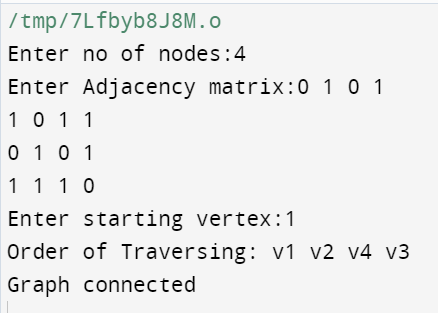 /tmp/7Lfbyb8J8M.o
Enter no of nodes:4
Enter Adjacency matrix:0 1 0 1
1 0 1 1
0 1 0 1
1 1 1 0
Enter starting vertex:1
Order of Traversing: v1 v2 v4 v3
Graph connected